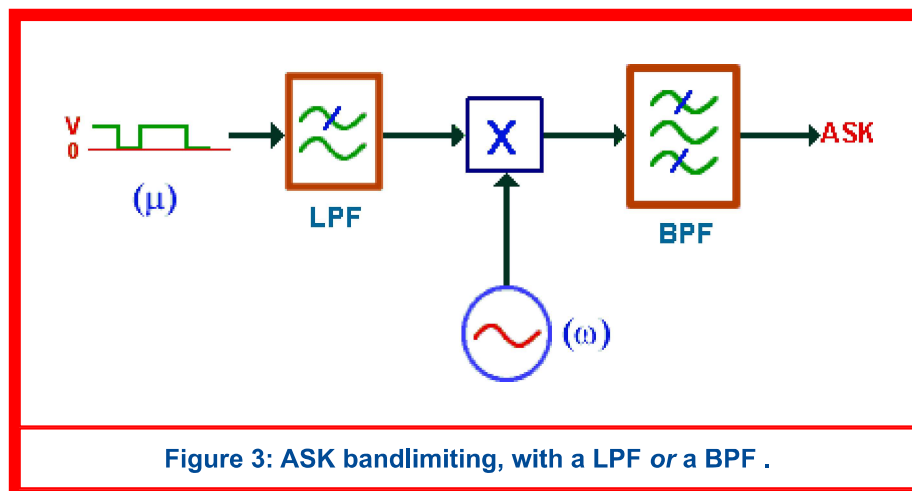 V
0
(μ)
LPF
X
(ω)
BPF
ASK
Figure 3: ASK bandlimiting, with a LPF or a BPF .